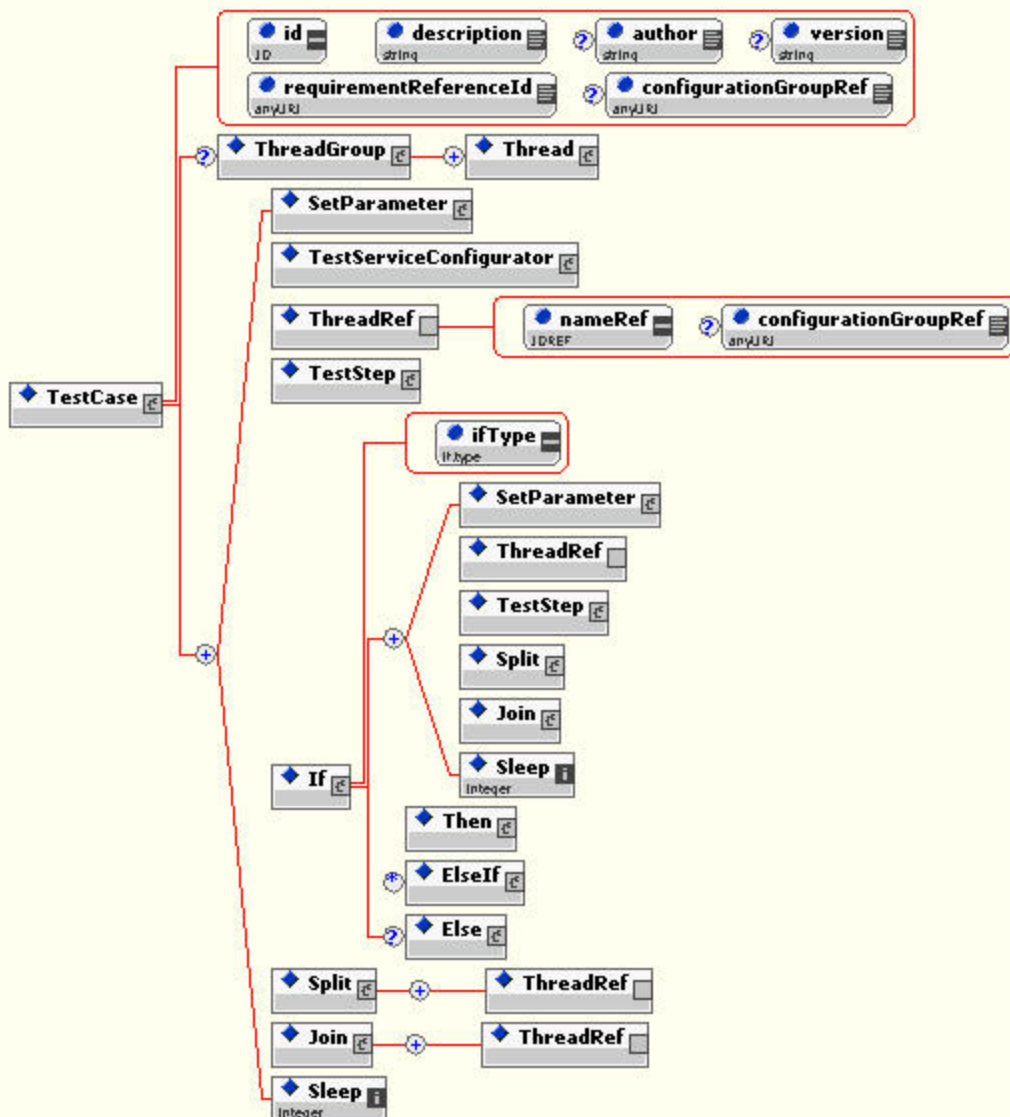 id description ? author ? version
ID string string string
requirementReferenceId ? configurationGroupRef
anyURI anyURI
? ThreadGroup + Thread
SetParameter
TestServiceConfigurator
ThreadRef nameRef ? configurationGroupRef
IDREF anyURI
TestStep
TestCase
ifType
if.type
SetParameter
ThreadRef
TestStep
+
Split
+
Join
If Sleep i
Integer
Then
* ElseIf
? Else
Split + ThreadRef
Join + ThreadRef
Sleep i
Integer